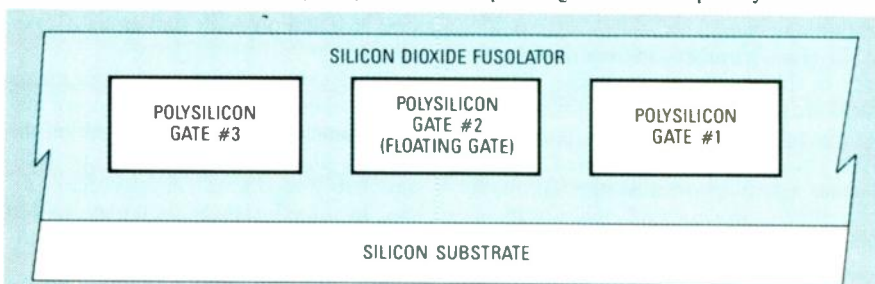 SILICON DIOXIDE FUSOLATOR
POLYSILICON
GATE #3
POLYSILICON
GATE #2
(FLOATING GATE)
POLYSILICON
GATE #1
SILICON SUBSTRATE